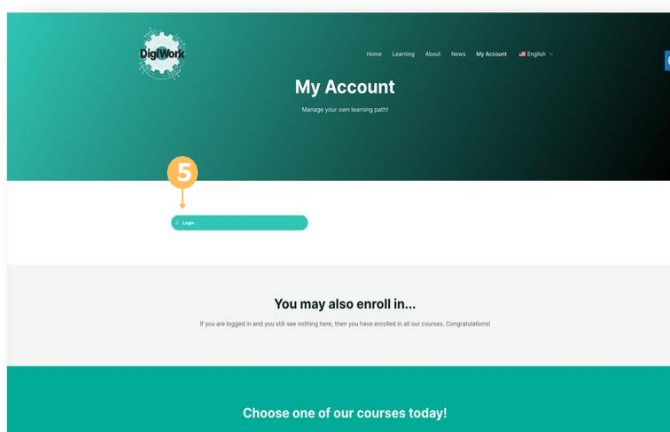 DigiWork
Home Learning About News My Account English
My Account
Manage your own learning path!
5
Login
You may also enroll in...
If you are logged in and you still see nothing here, then you have enrolled in all our courses. Congratulations!
Choose one of our courses today!